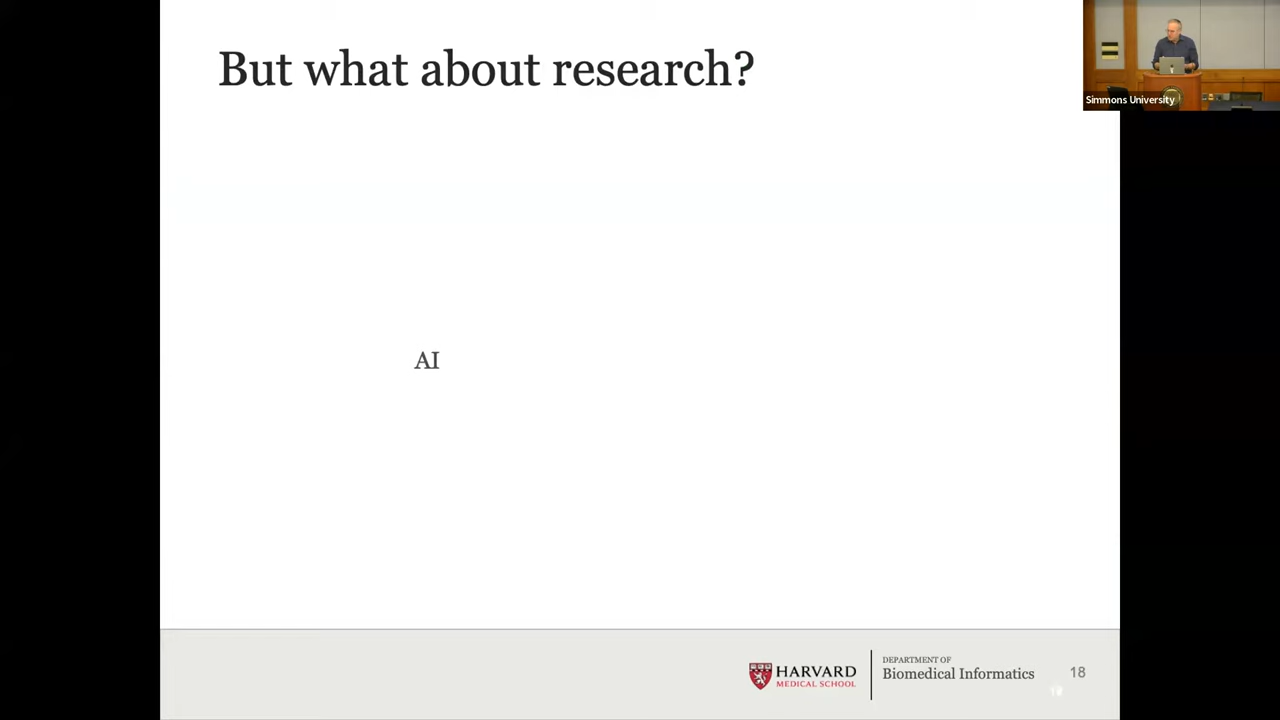 But what about research?
Simmons University
AI
HARVARD
MEDICAL SCHOOL
DEPARTMENT OF
Biomedical Informatics
18